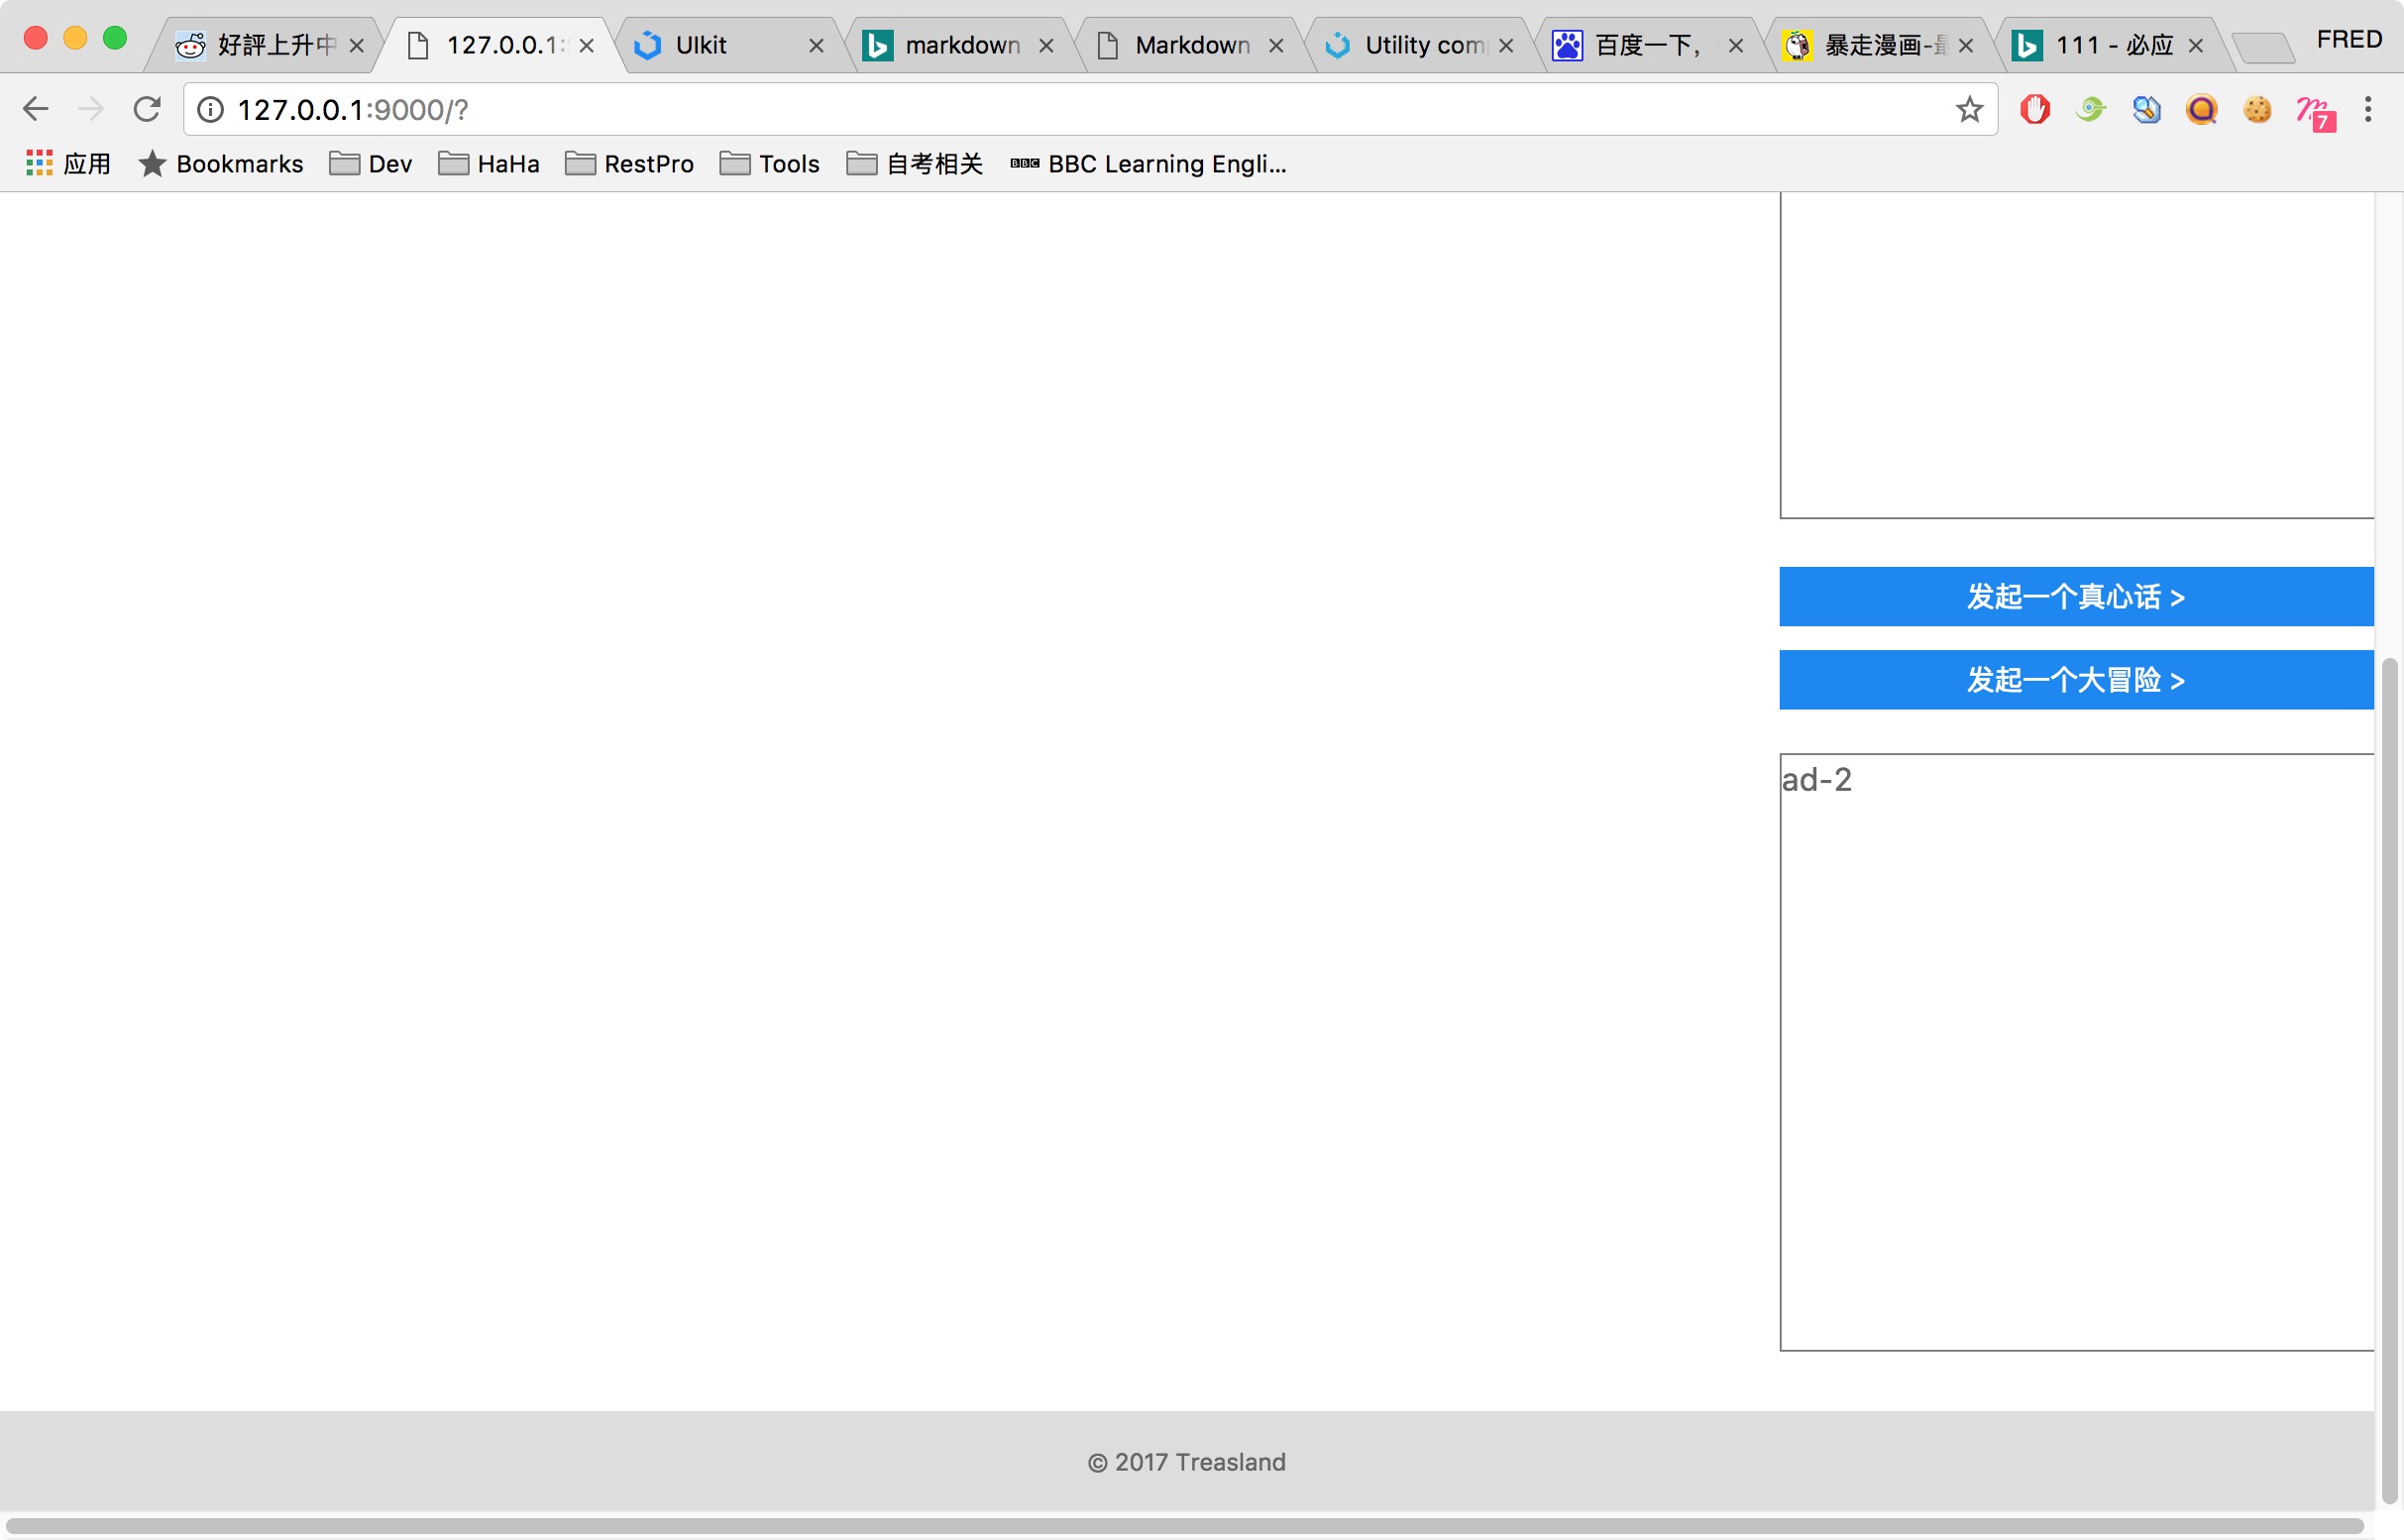 好評上升中
127.0.0.1:
UIkit
markdown
Markdown
Utility com
百度一下，
暴走漫画-最
111 - 必应
FRED
127.0.0.1:9000/?
7
应用
Bookmarks
Dev
HaHa
RestPro
Tools
自考相关
BBC
BBC Learning Engli...
发起一个真心话 >
发起一个大冒险 >
ad-2
© 2017 Treasland